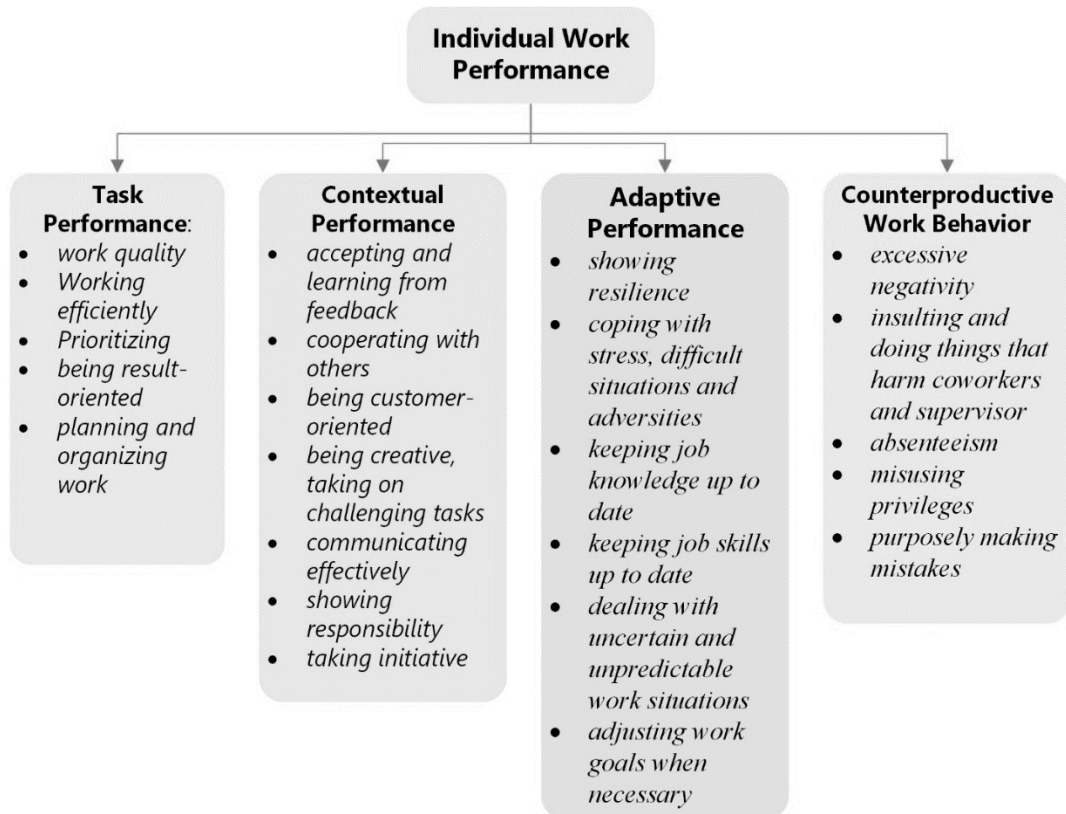 Individual Work
Performance
Task
Performance:
• work quality
• Working
efficiently
• Prioritizing
• being result-
oriented
• planning and
organizing
work
Contextual
Performance
• accepting and
learning from
feedback
• cooperating with
others
• being customer-
oriented
• being creative,
taking on
challenging tasks
• communicating
effectively
• showing
responsibility
• taking initiative
Adaptive
Performance
• showing
resilience
• coping with
stress, difficult
situations and
adversities
• keeping job
knowledge up to
date
• keeping job skills
up to date
• dealing with
uncertain and
unpredictable
work situations
• adjusting work
goals when
necessary
Counterproductive
Work Behavior
• excessive
negativity
• insulting and
doing things that
harm coworkers
and supervisor
• absenteeism
• misusing
privileges
• purposely making
mistakes